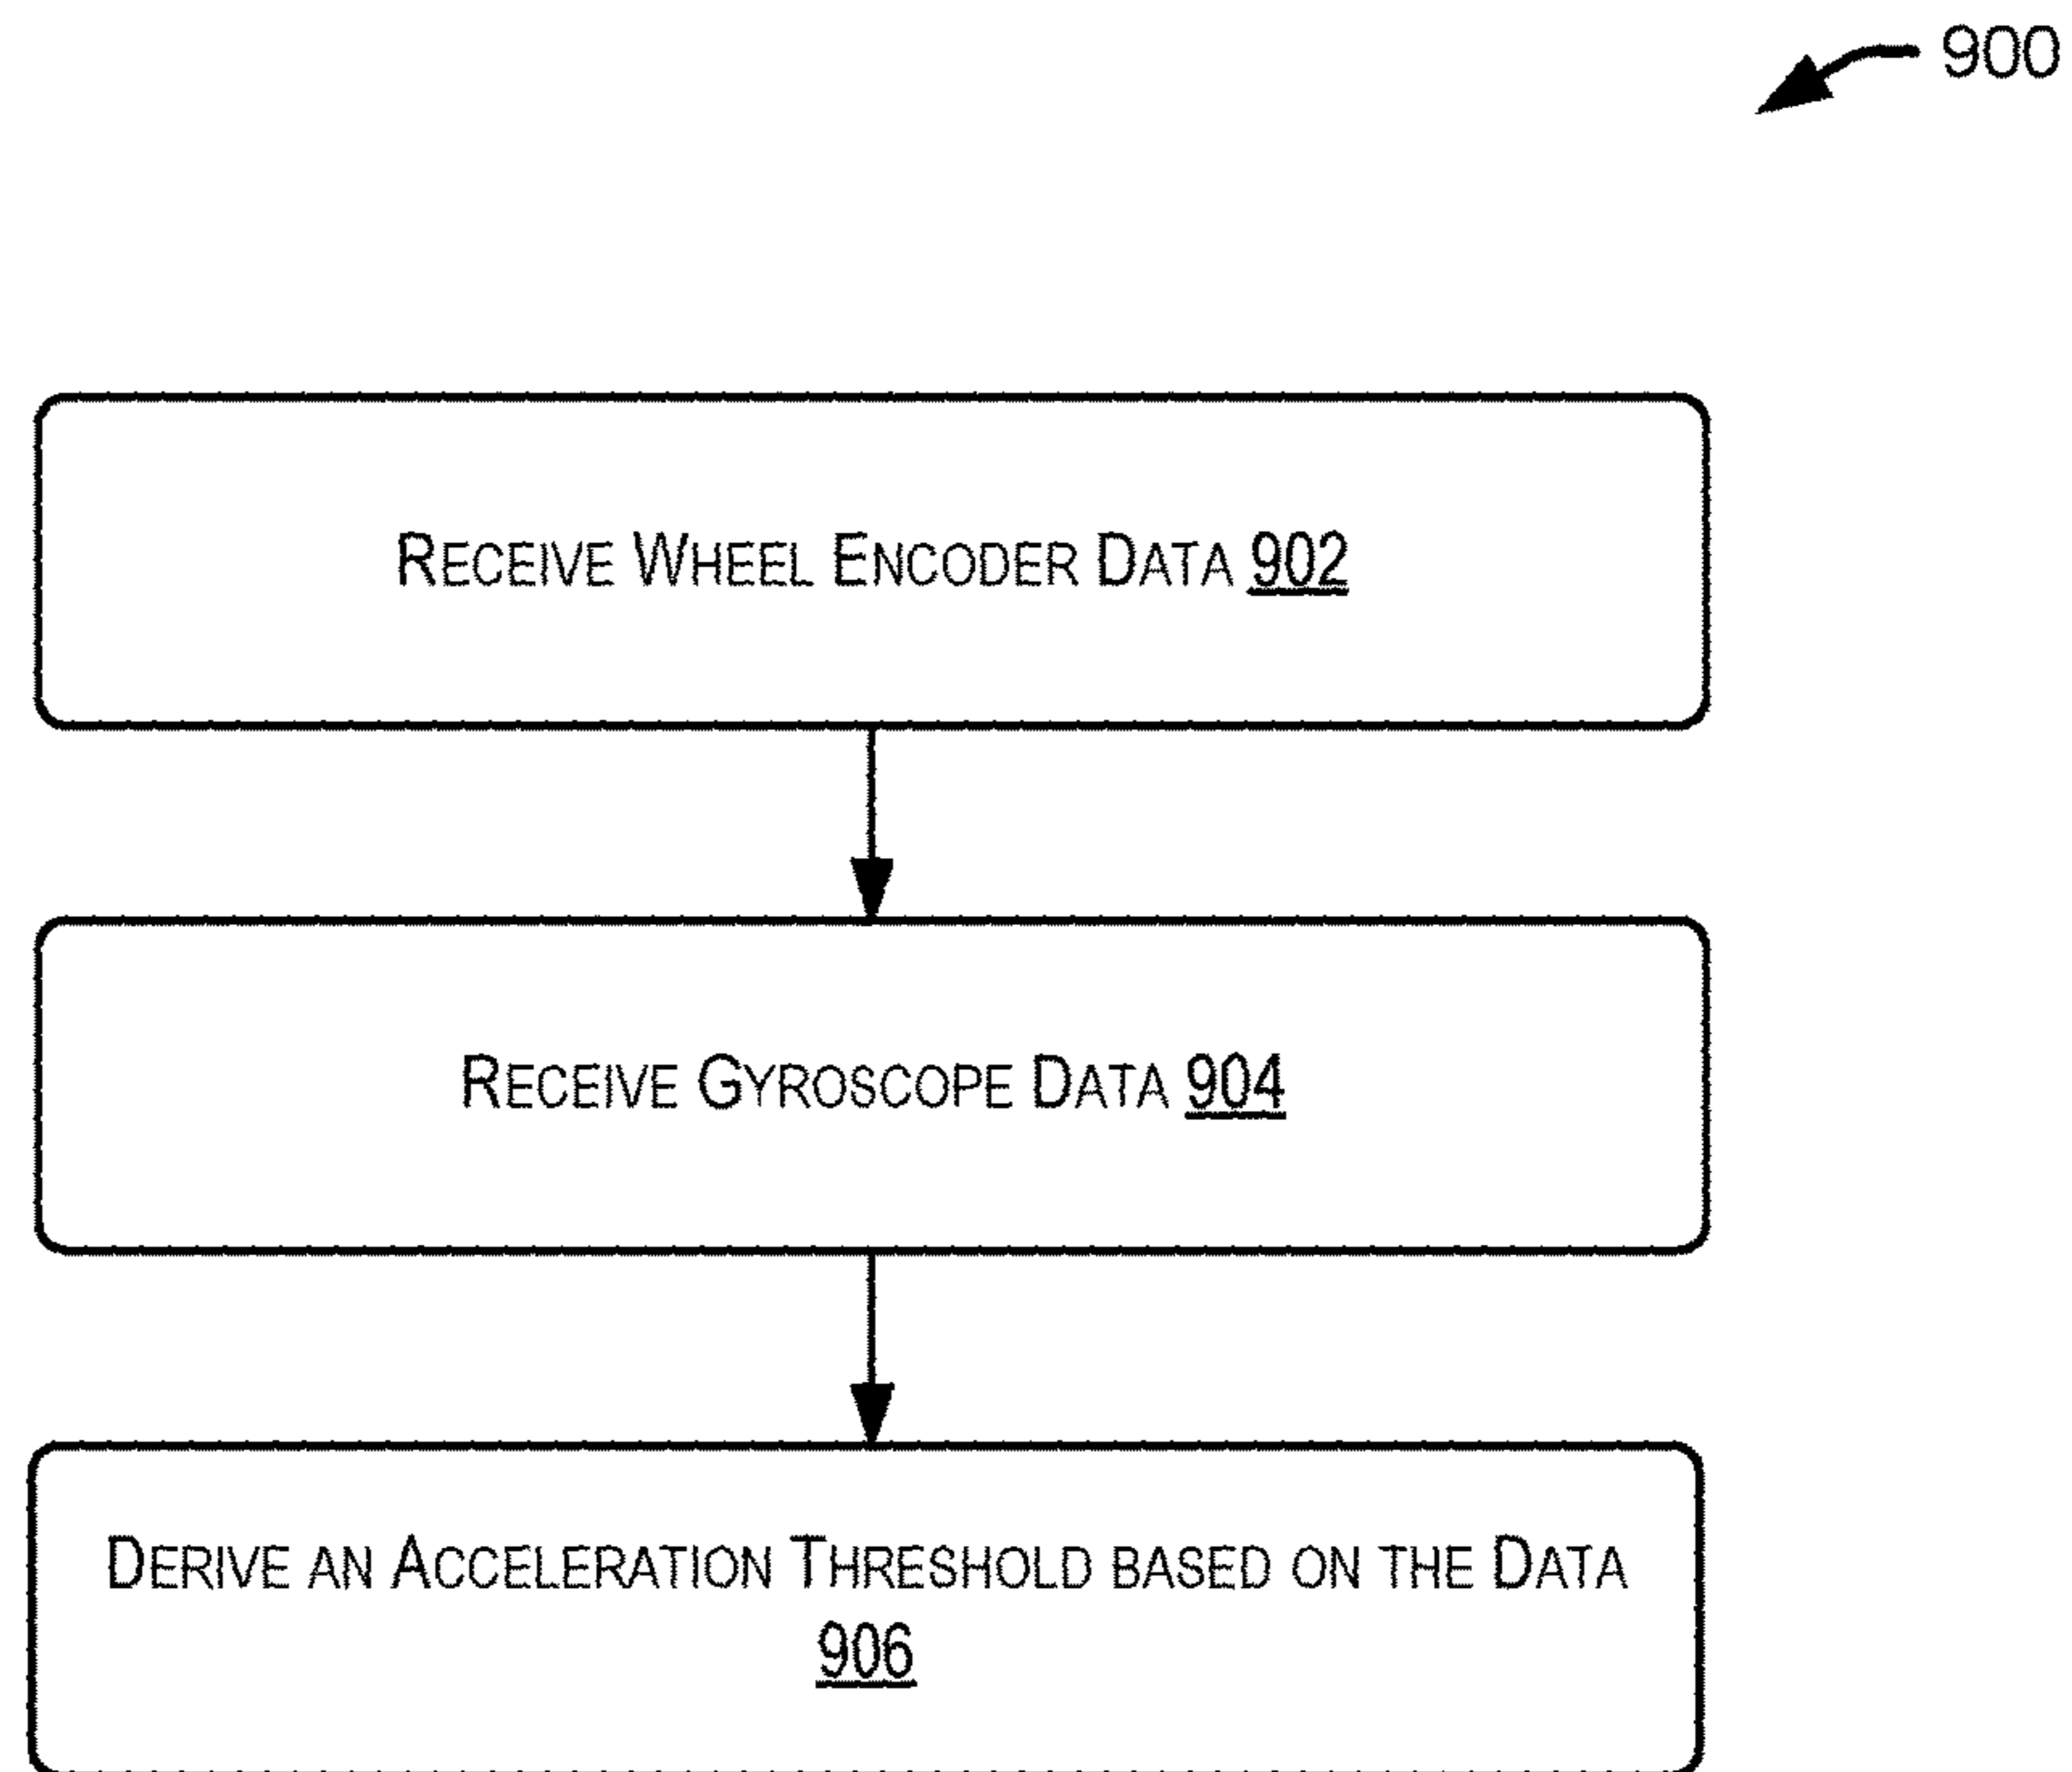 900
RECEIVE WHEEL ENCODER DATA 902
RECEIVE GYROSCOPE DATA 904
DERIVE AN ACCELERATION THRESHOLD BASED ON THE DATA
906